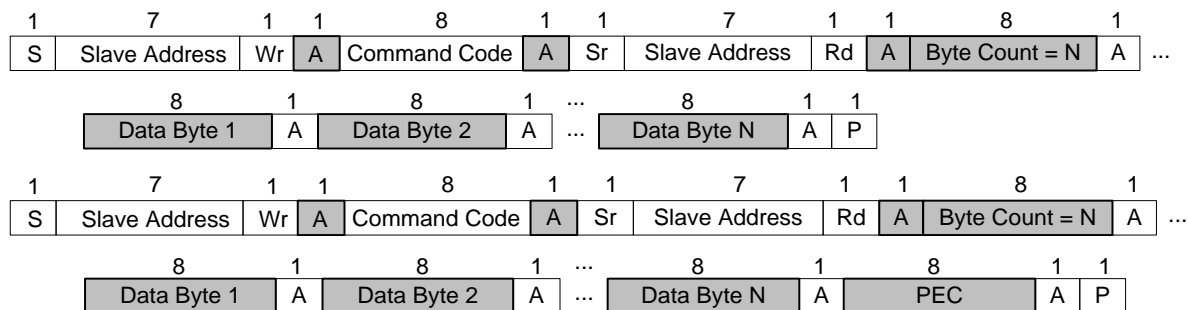 1 7 1 1 8 1 1 7 1 1 8 1
S Slave Address Wr A Command Code A Sr Slave Address Rd A Byte Count = N A ...
8 1 8 1 ... 8 1 1
Data Byte 1 A Data Byte 2 A ... Data Byte N A P
1 7 1 1 8 1 1 7 1 1 8 1
S Slave Address Wr A Command Code A Sr Slave Address Rd A Byte Count = N A ...
8 1 8 1 ... 8 1 8 1 1
Data Byte 1 A Data Byte 2 A ... Data Byte N A PEC A P